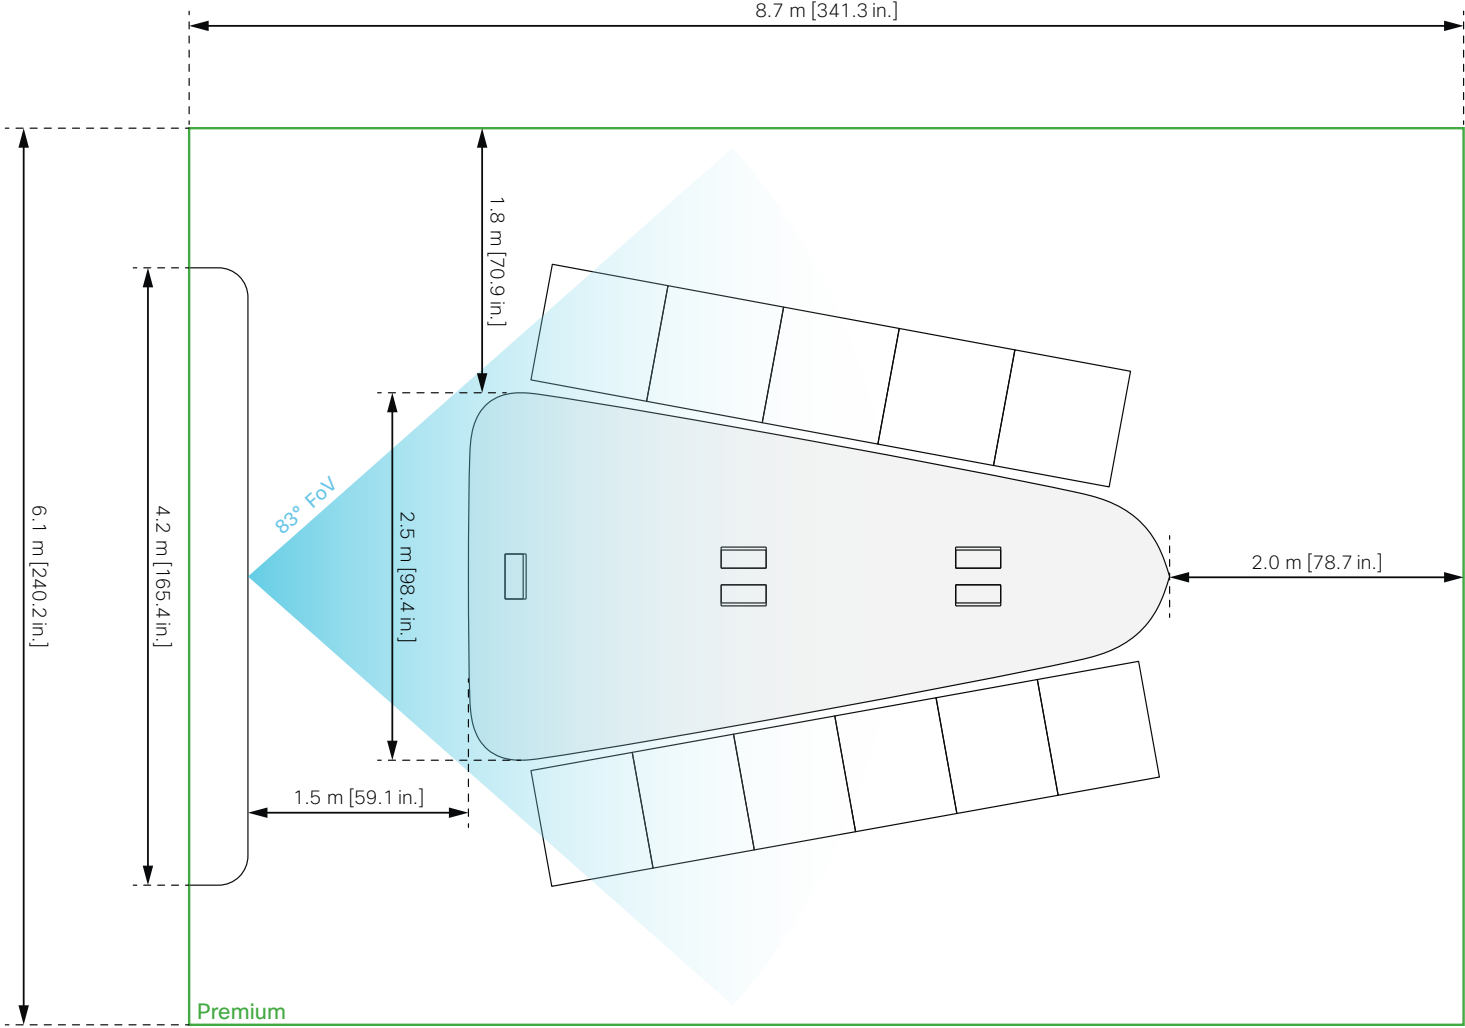 8.7 m [341.3 in.]
1.8 m [70.9 in.]
83° FoV
6.1 m [240.2 in.]
4.2 m [165.4 in.]
2.5 m [98.4 in.]
2.0 m [78.7 in.]
1.5 m [59.1 in.]
Premium